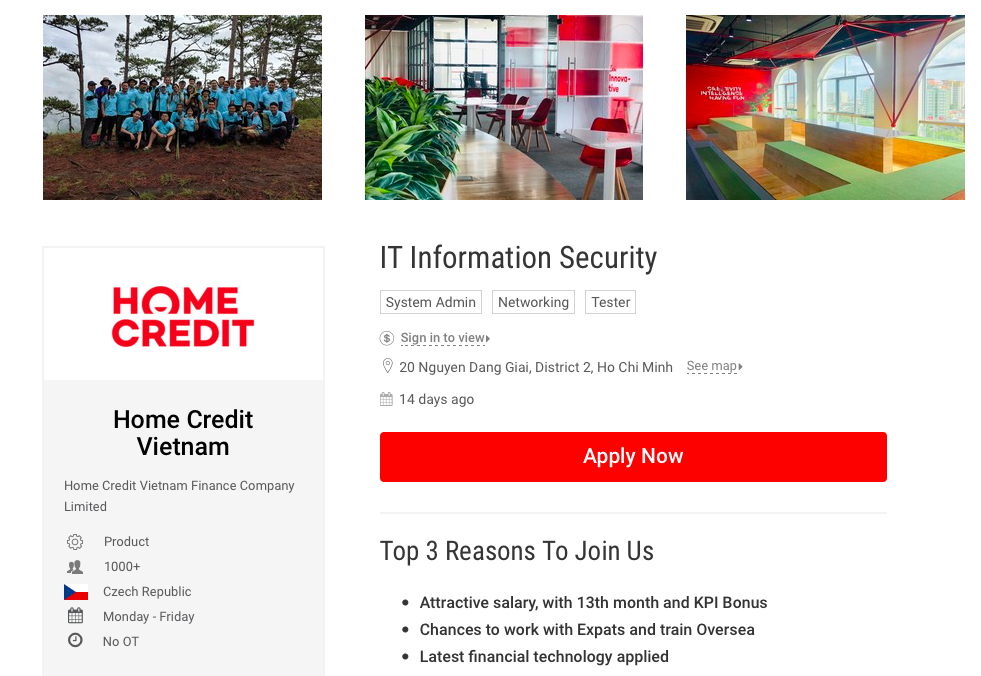 Innova-
tive
CREATIVITY
INTELLIGENCE
HAVING FUN
HOME
CREDIT
Home Credit
Vietnam
Home Credit Vietnam Finance Company
Limited
Product
1000+
Czech Republic
Monday - Friday
No OT
IT Information Security
System Admin Networking Tester
$ Sign in to view
20 Nguyen Dang Giai, District 2, Ho Chi Minh See map
14 days ago
Apply Now
Top 3 Reasons To Join Us
• Attractive salary, with 13th month and KPI Bonus
• Chances to work with Expats and train Oversea
• Latest financial technology applied